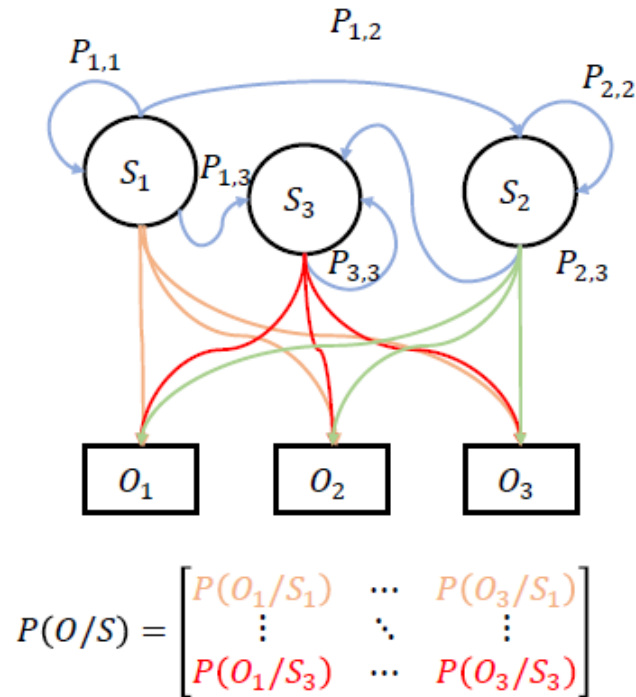 P₁,₂
P₁,₁
P₂,₂
S₁
P₁,₃
S₃
S₂
P₃,₃
P₂,₃
O₁ O₂ O₃
P(O₁/S₁) ⋯ P(O₃/S₁)
P(O/S) = ⋮ ⋱ ⋮
P(O₁/S₃) ⋯ P(O₃/S₃)